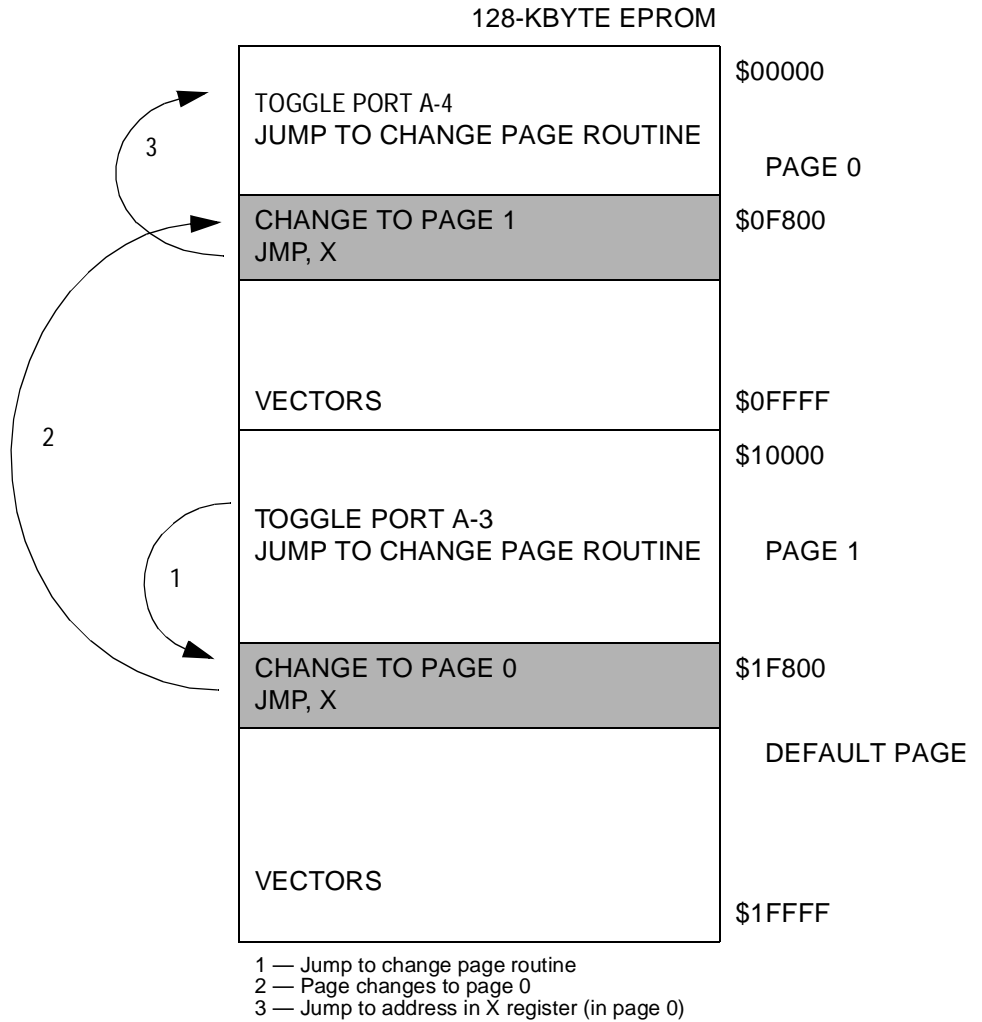 128-KBYTE EPROM
$00000
TOGGLE PORT A-4
JUMP TO CHANGE PAGE ROUTINE
3
PAGE 0
CHANGE TO PAGE 1
$0F800
JMP, X
VECTORS
$0FFFF
2
$10000
TOGGLE PORT A-3
JUMP TO CHANGE PAGE ROUTINE
PAGE 1
1
CHANGE TO PAGE 0
$1F800
JMP, X
DEFAULT PAGE
VECTORS
$1FFFF
1 — Jump to change page routine
2 — Page changes to page 0
3 — Jump to address in X register (in page 0)